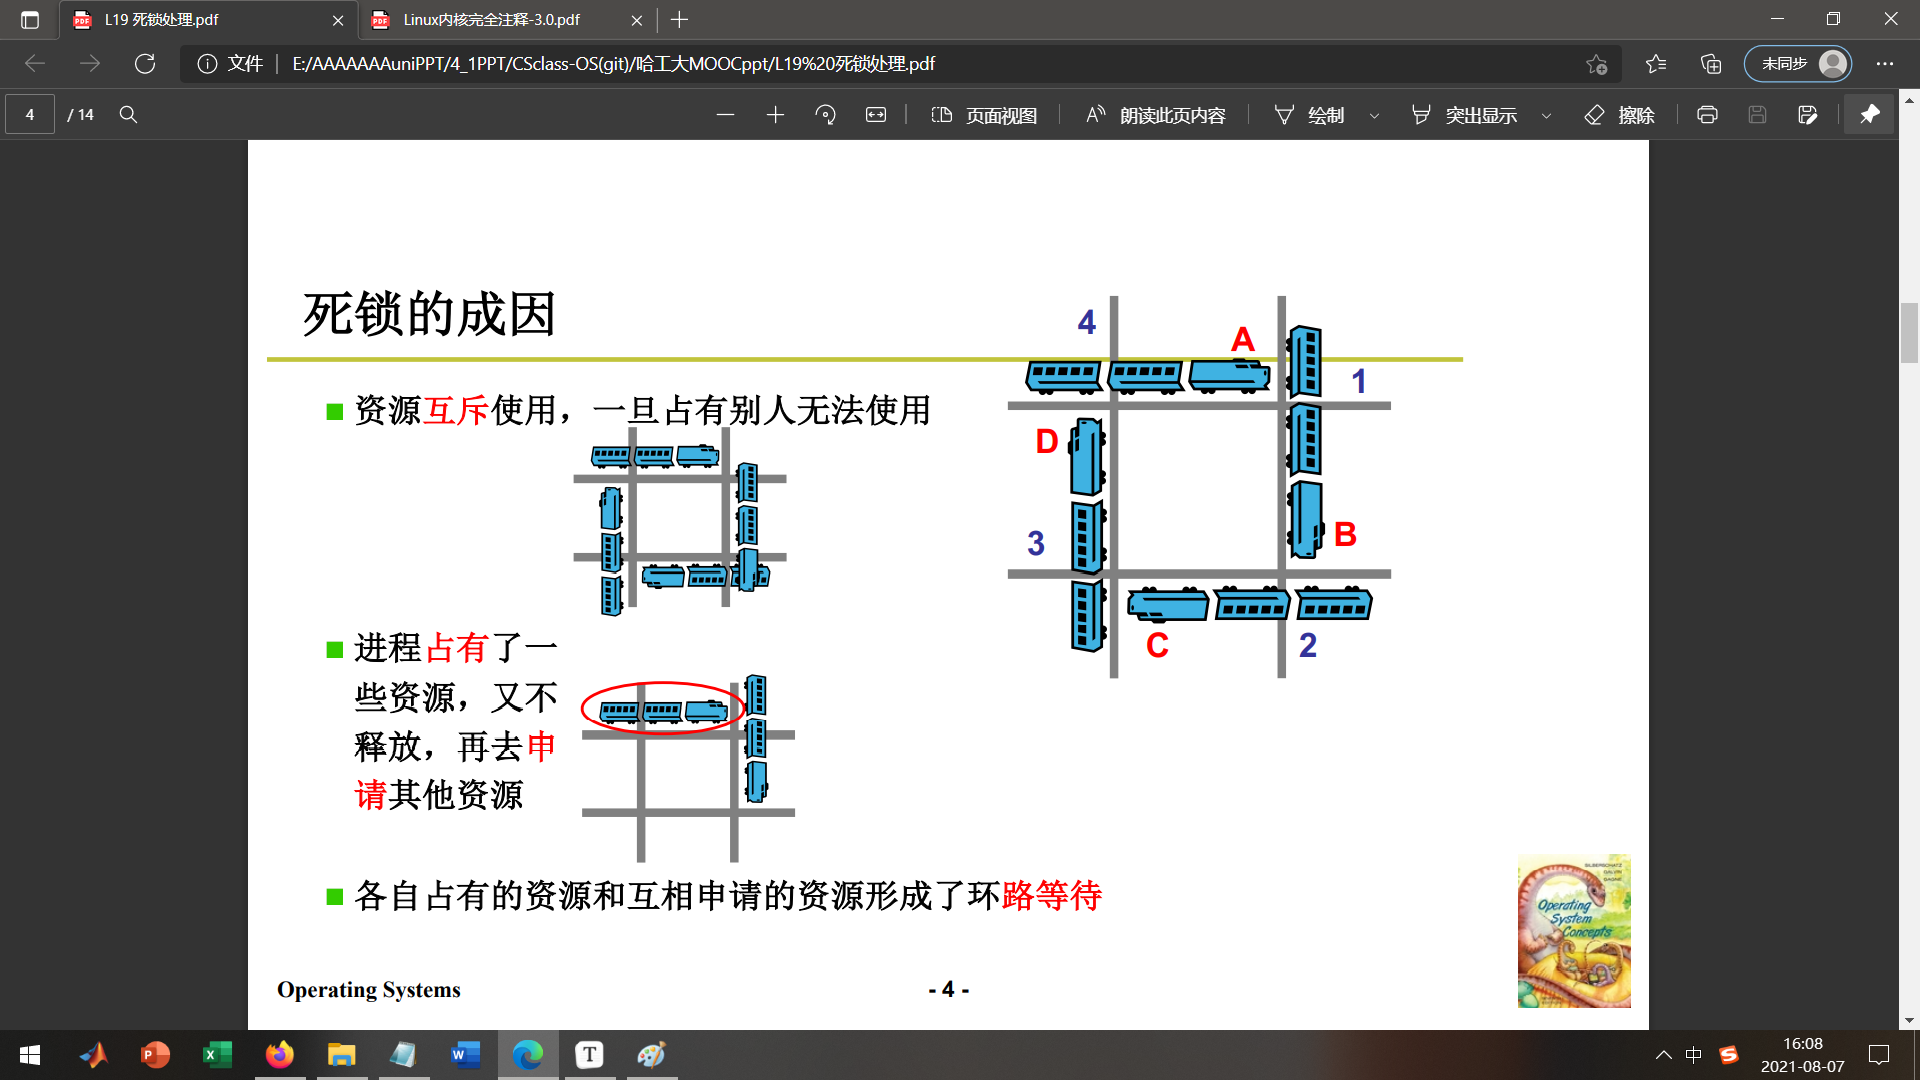 L19 死锁处理.pdf
Linux内核完全注释-3.0.pdf
文件
E:/AAAAAAAuniPPT/4_1PPT/CSclass-OS(git)/哈工大MOOCppt/L19%20死锁处理.pdf
未同步
4 / 14
页面视图
朗读此页内容
绘制
突出显示
擦除
死锁的成因
4
A
1
资源互斥使用，一旦占有别人无法使用
D
3
B
C
2
进程占有了一
些资源，又不
释放，再去申
请其他资源
各自占有的资源和互相申请的资源形成了环路等待
SILBERSCHATZ
GALVIN
GAGNE
Operating
System
Concepts
Operating Systems
- 4 -
中
16:08
2021-08-07